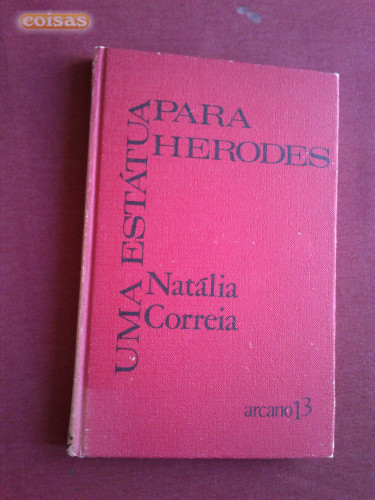 coisas
UMA ESTÁTUA
PARA
HERODES
Natália
Correia
arcano13